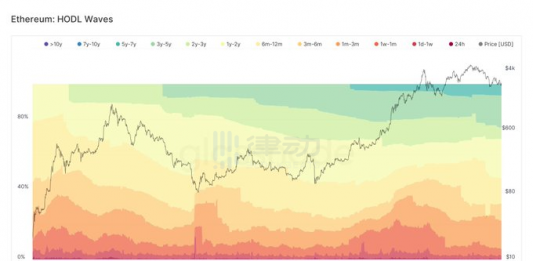 Ethereum: HODL Waves
>10y 7y-10y 5y-7y 3y-5y 2y-3y 1y-2y 6m-12m 3m-6m 1m-3m 1w-1m 1d-1w 24h Price [USD]
$4k
80%
$600
律动
40%
$80
0%
$10